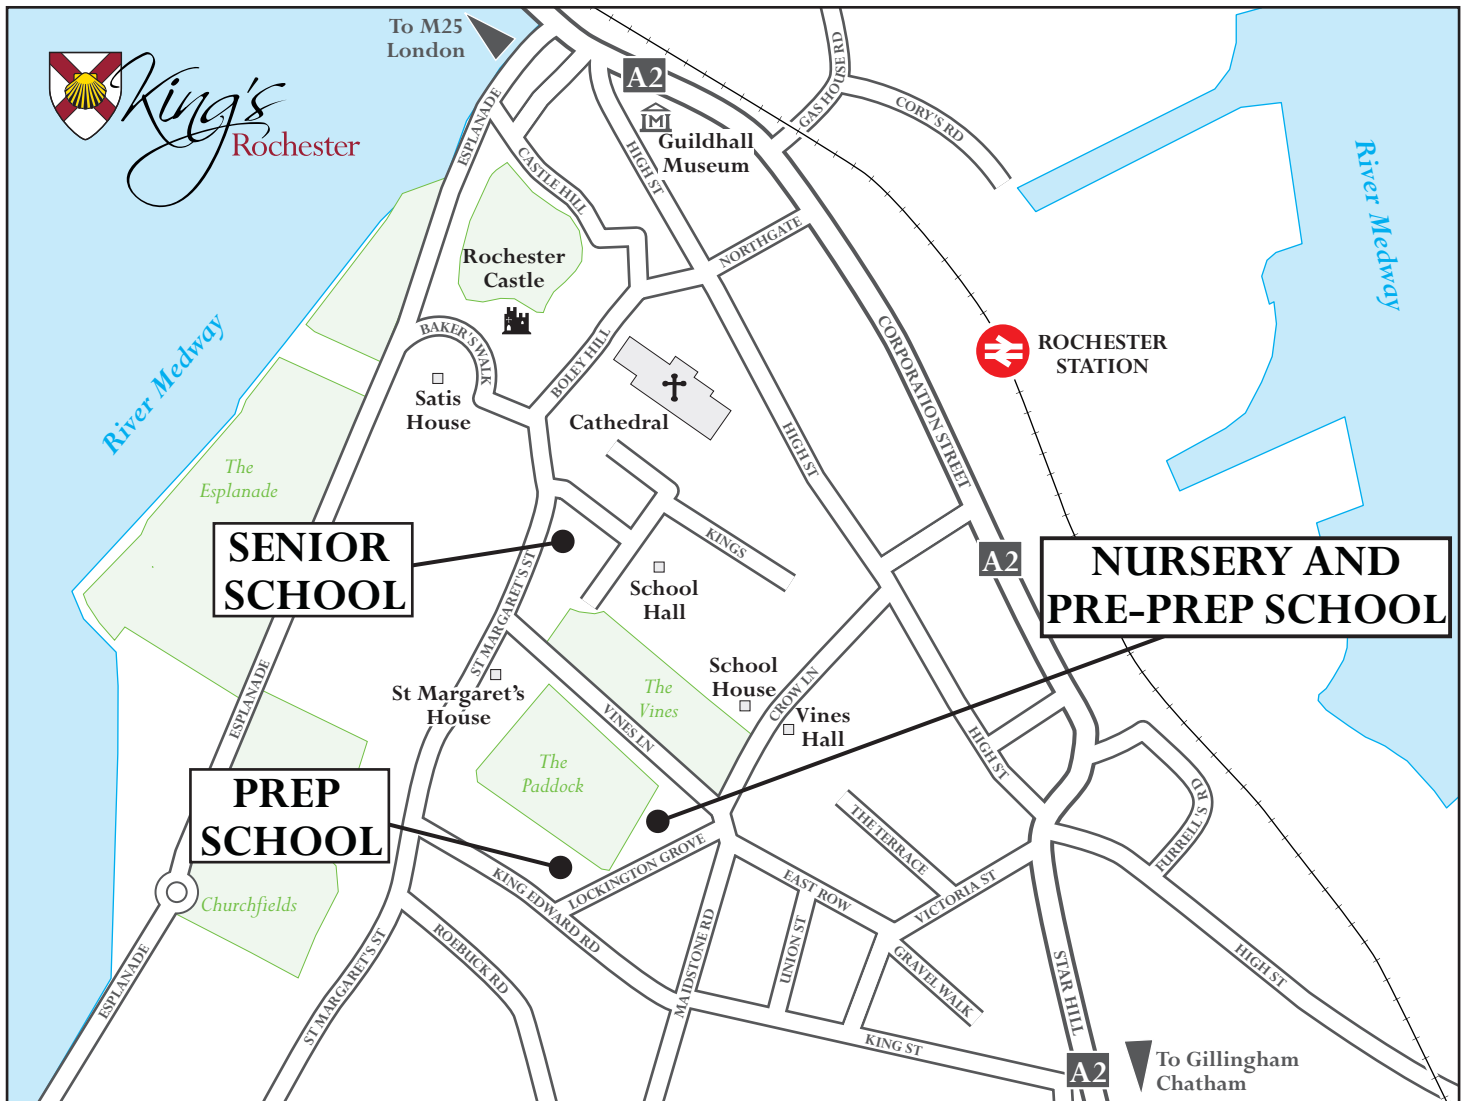 King's
Rochester
To M25
London
A2
GAS HOUSE RD
CORY'S RD
ESPLANADE
Guildhall
Museum
HIGH ST
CASTLE HILL
River Medway
NORTHGATE
Rochester
Castle
River Medway
BAKER'S WALK
BOLEY HILL
CORPORATION STREET
ROCHESTER
STATION
Satis
House
Cathedral
HIGH ST
The
Esplanade
SENIOR
SCHOOL
KINGS
A2
NURSERY AND
PRE-PREP SCHOOL
ST MARGARET'S ST
School
Hall
ESPLANADE
St Margaret's
House
The
Vines
School
House
CROW LN
Vines
Hall
VINES LN
HIGH ST
The
Paddock
PREP
SCHOOL
THE TERRACE
FURRELL'S RD
LOCKINGTON GROVE
KING EDWARD RD
EAST ROW
VICTORIA ST
Churchfields
ROEBUCK RD
MAIDSTONE RD
UNION ST
GRAVEL WALK
HIGH ST
ESPLANADE
ST MARGARET'S ST
STAR HILL
KING ST
A2
To Gillingham
Chatham